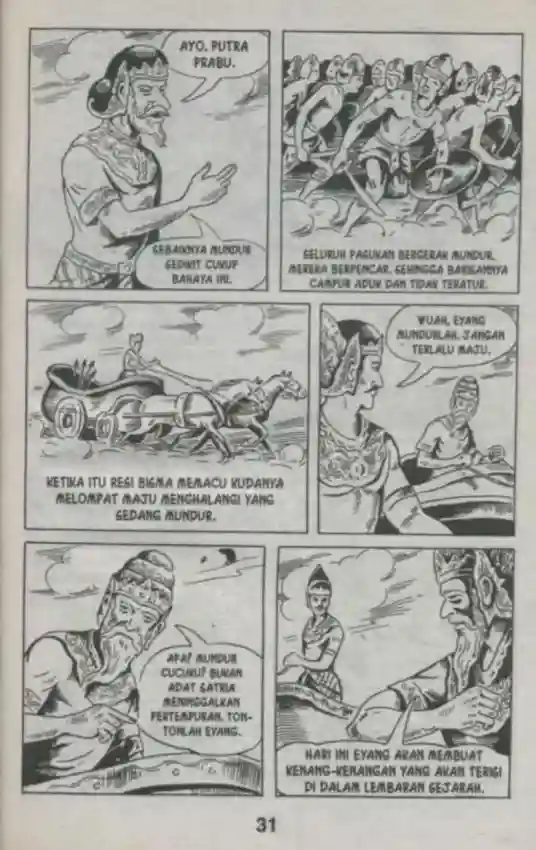 AYO, PUTRA
PRABU.
SEBAIKNYA MUNDUR
SEDIKIT CUKUP
BAHAYA INI.
SELURUH PASUKAN BERGERAK MUNDUR.
MEREKA BERPENCAR. SEHINGGA BARISANNYA
CAMPUR ADUK DAN TIDAK TERATUR.
KETIKA ITU RESI BISMA MEMACU KUDANYA
MELOMPAT MAJU MENGHALANGI YANG
SEDANG MUNDUR.
WUAH, EYANG
MUNDURLAH. JANGAN
TERLALU MAJU.
APA? MUNDUR
CUCUKU? BUKAN
ADAT SATRIA
MENINGGALKAN
PERTEMPURAN. TON-
TONLAH EYANG.
HARI INI EYANG AKAN MEMBUAT
KENANG-KENANGAN YANG AKAN TERISI
DI DALAM LEMBARAN SEJARAH.
31